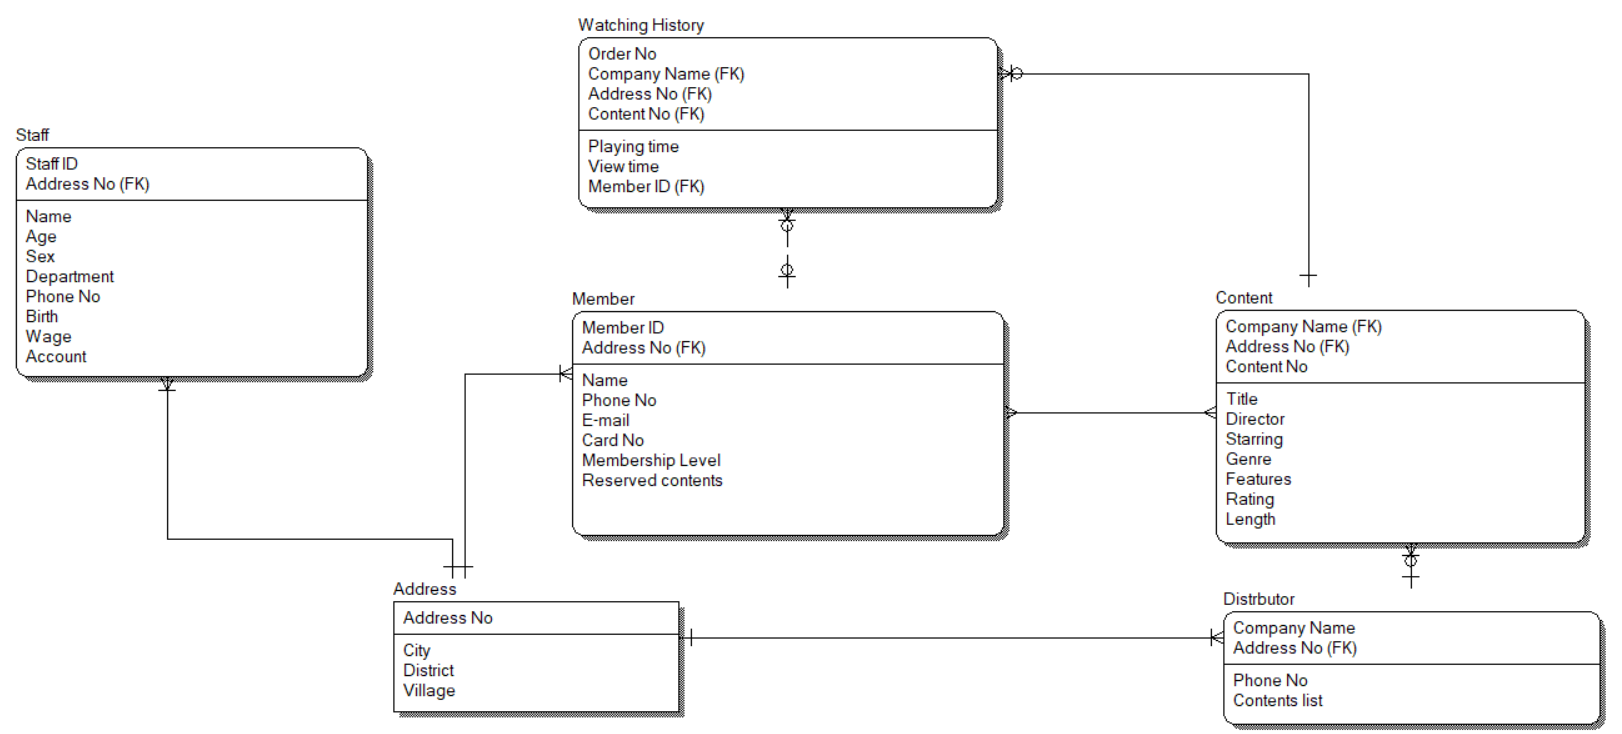 Watching History
Order No
Company Name (FK)
Address No (FK)
Content No (FK)
Playing time
View time
Member ID (FK)
Staff
Staff ID
Address No (FK)
Name
Age
Sex
Department
Phone No
Birth
Wage
Account
Member
Member ID
Address No (FK)
Name
Phone No
E-mail
Card No
Membership Level
Reserved contents
Content
Company Name (FK)
Address No (FK)
Content No
Title
Director
Starring
Genre
Features
Rating
Length
Address
Address No
City
District
Village
Distrbutor
Company Name
Address No (FK)
Phone No
Contents list